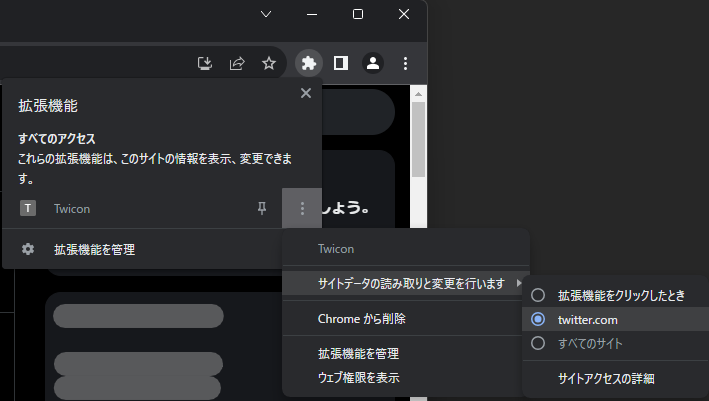 拡張機能
すべてのアクセス
これらの拡張機能は、このサイトの情報を表示、変更できま
す。
T Twicon
しょう。
拡張機能を管理
Twicon
サイトデータの読み取りと変更を行います
Chrome から削除
拡張機能を管理
ウェブ権限を表示
拡張機能をクリックしたとき
twitter.com
すべてのサイト
サイトアクセスの詳細